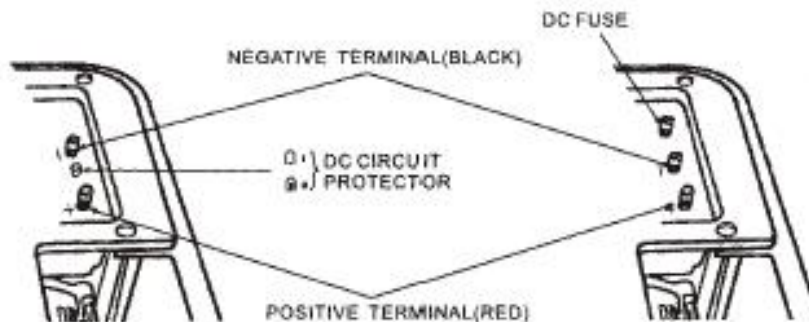 DC FUSE
NEGATIVE TERMINAL(BLACK)
DC CIRCUIT
PROTECTOR
POSITIVE TERMINAL(RED)